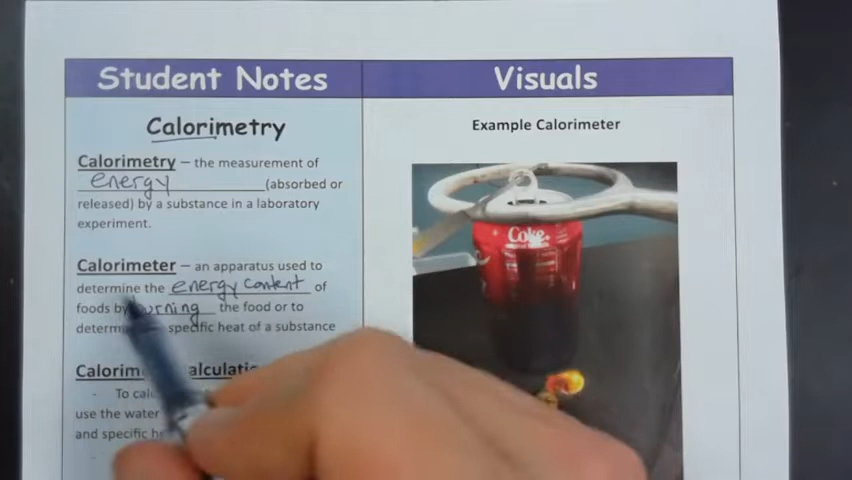 Student Notes
Visuals
Calorimetry
Calorimetry – the measurement of
energy (absorbed or
released) by a substance in a laboratory
experiment.
Calorimeter – an apparatus used to
determine the energy content of
foods by burning the food or to
specific heat of a substance
To
use the water
and specific
Example Calorimeter
Coke